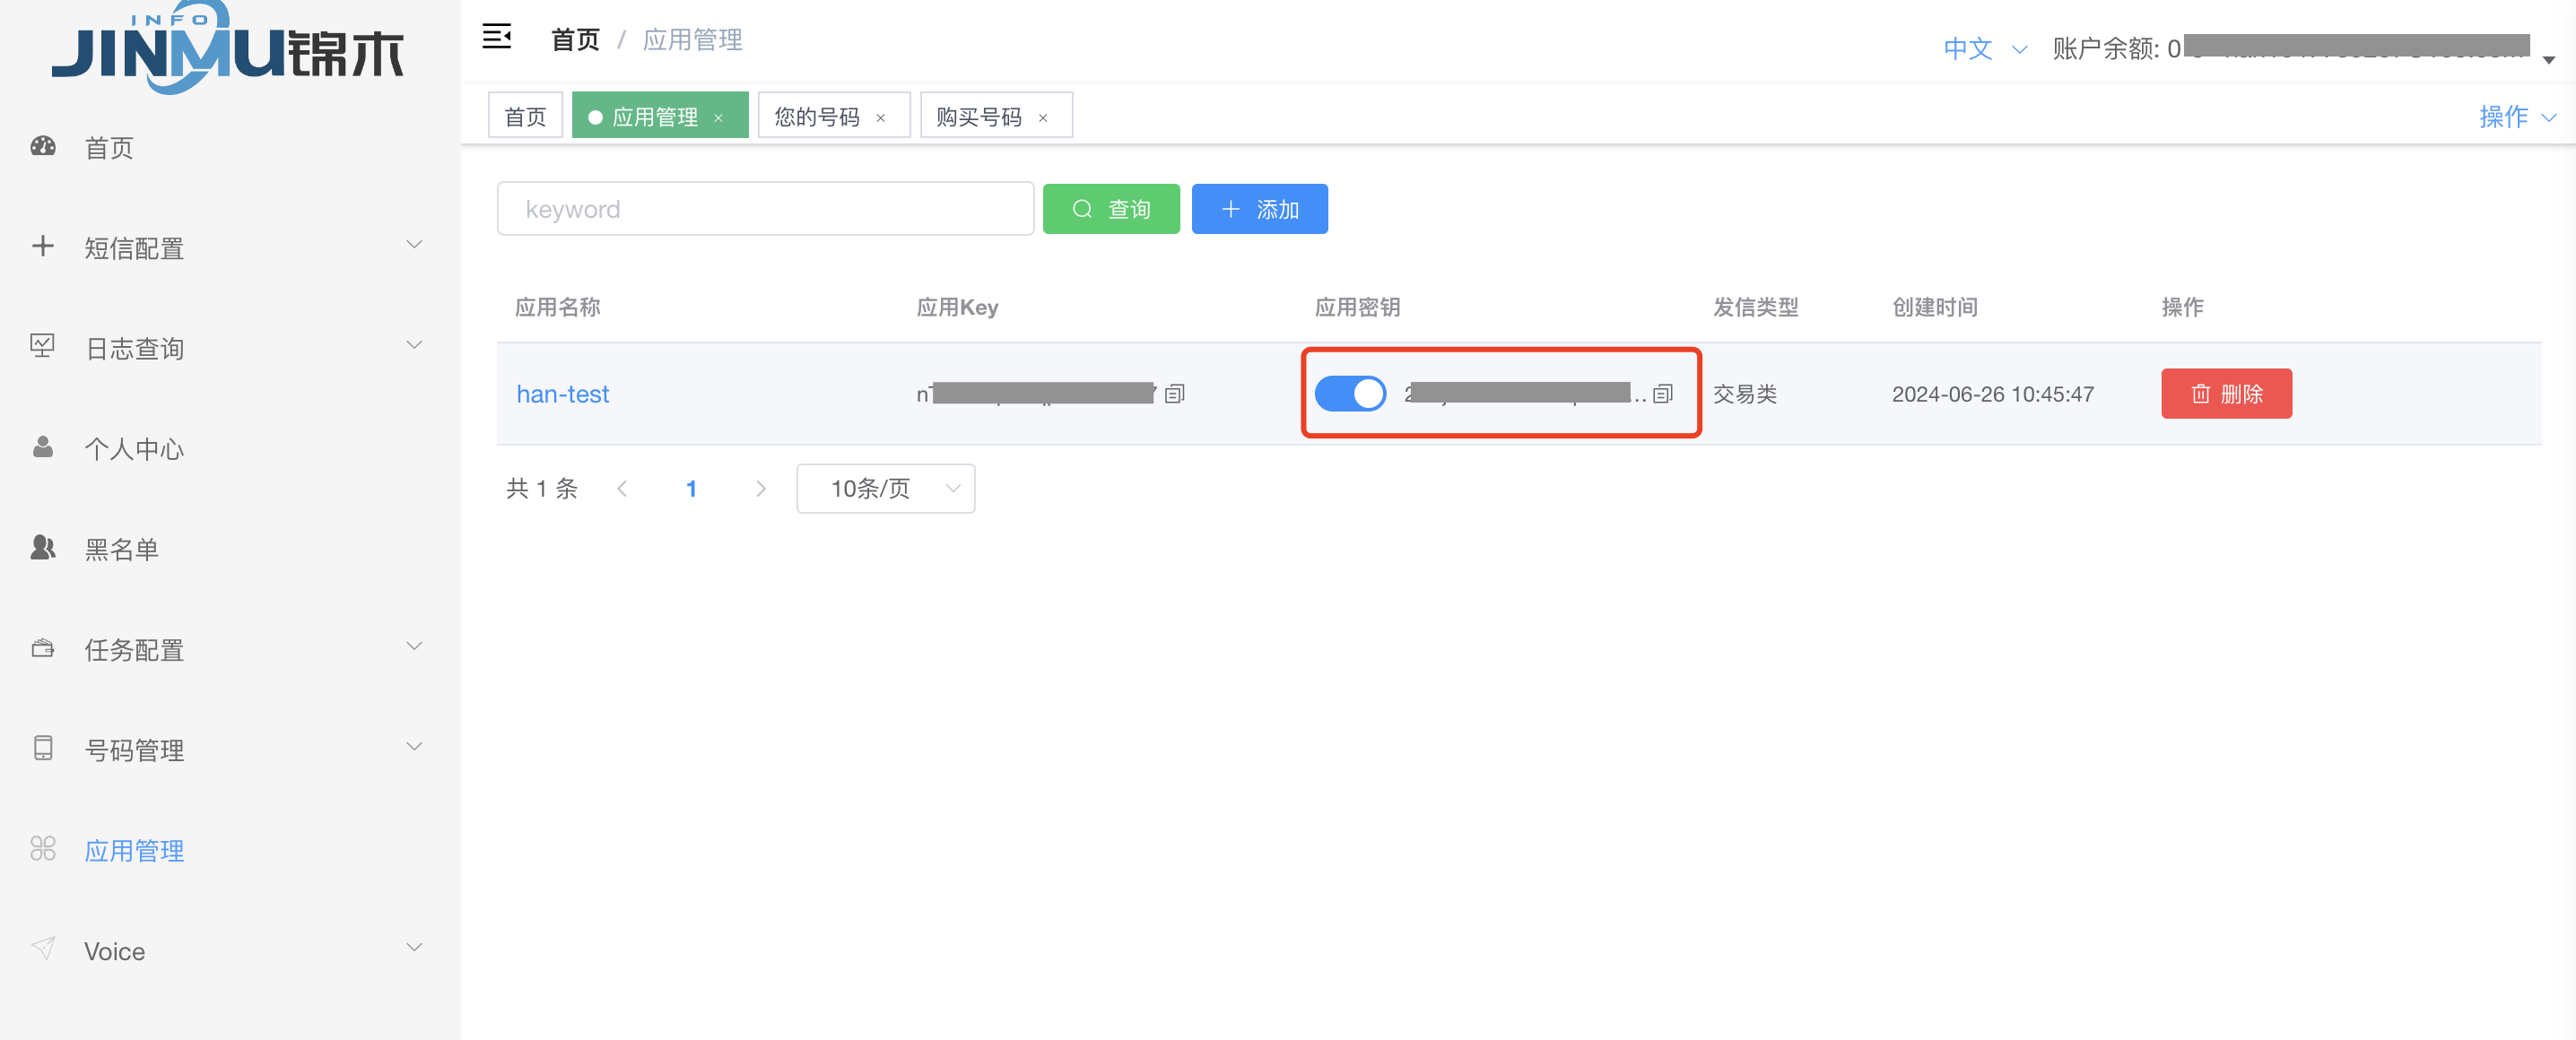 INFO
JINMU锦木
首页 / 应用管理
中文
账户余额: 0
首页
应用管理 ×
您的号码 ×
购买号码 ×
操作
首页
短信配置
日志查询
个人中心
黑名单
任务配置
号码管理
应用管理
Voice
keyword
查询
添加
应用名称 应用Key 应用密钥 发信类型 创建时间 操作
han-test ... 交易类 2024-06-26 10:45:47 删除
共 1 条 1 10条/页